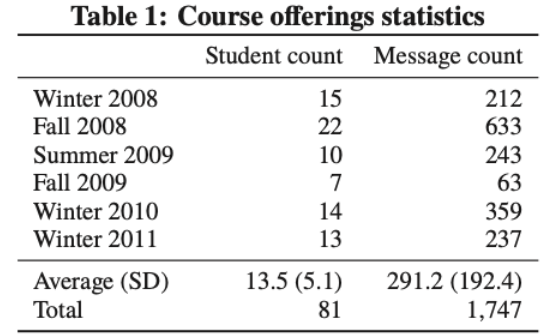 Table 1: Course offerings statistics
Student count Message count
Winter 2008 15 212
Fall 2008 22 633
Summer 2009 10 243
Fall 2009 7 63
Winter 2010 14 359
Winter 2011 13 237
Average (SD) 13.5 (5.1) 291.2 (192.4)
Total 81 1,747